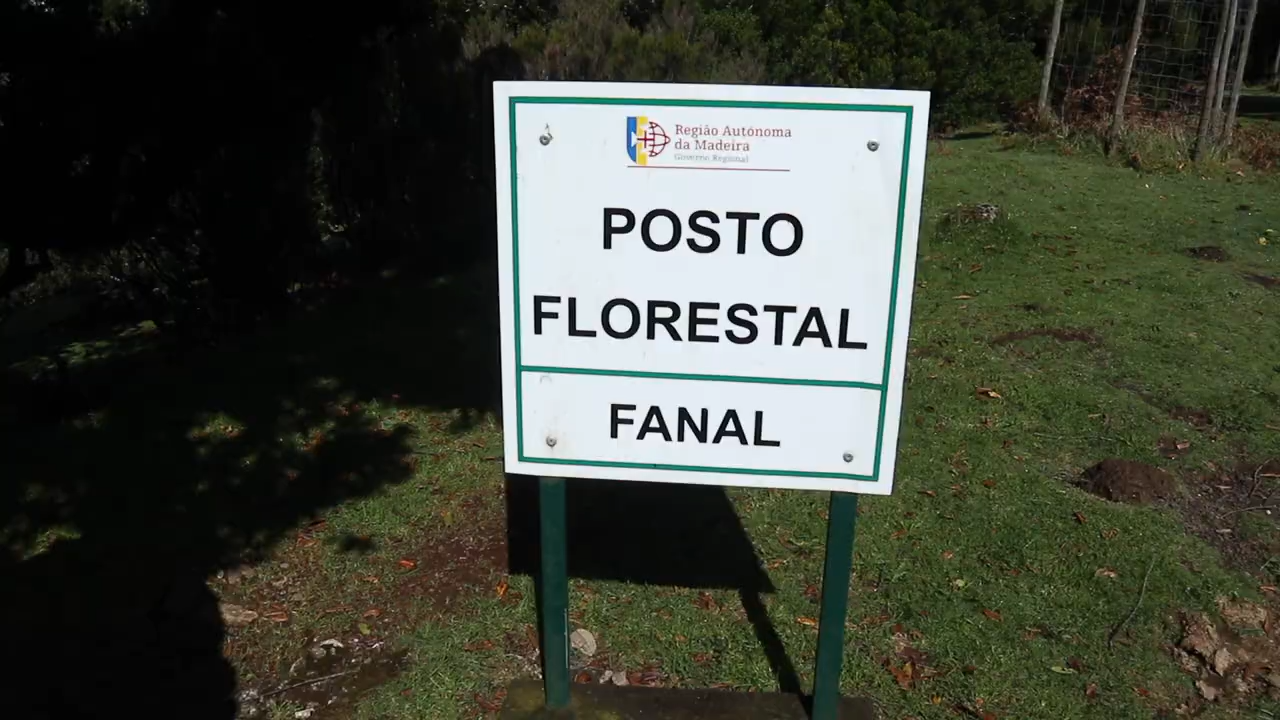 Região Autónoma
da Madeira
Governo Regional
POSTO
FLORESTAL
FANAL